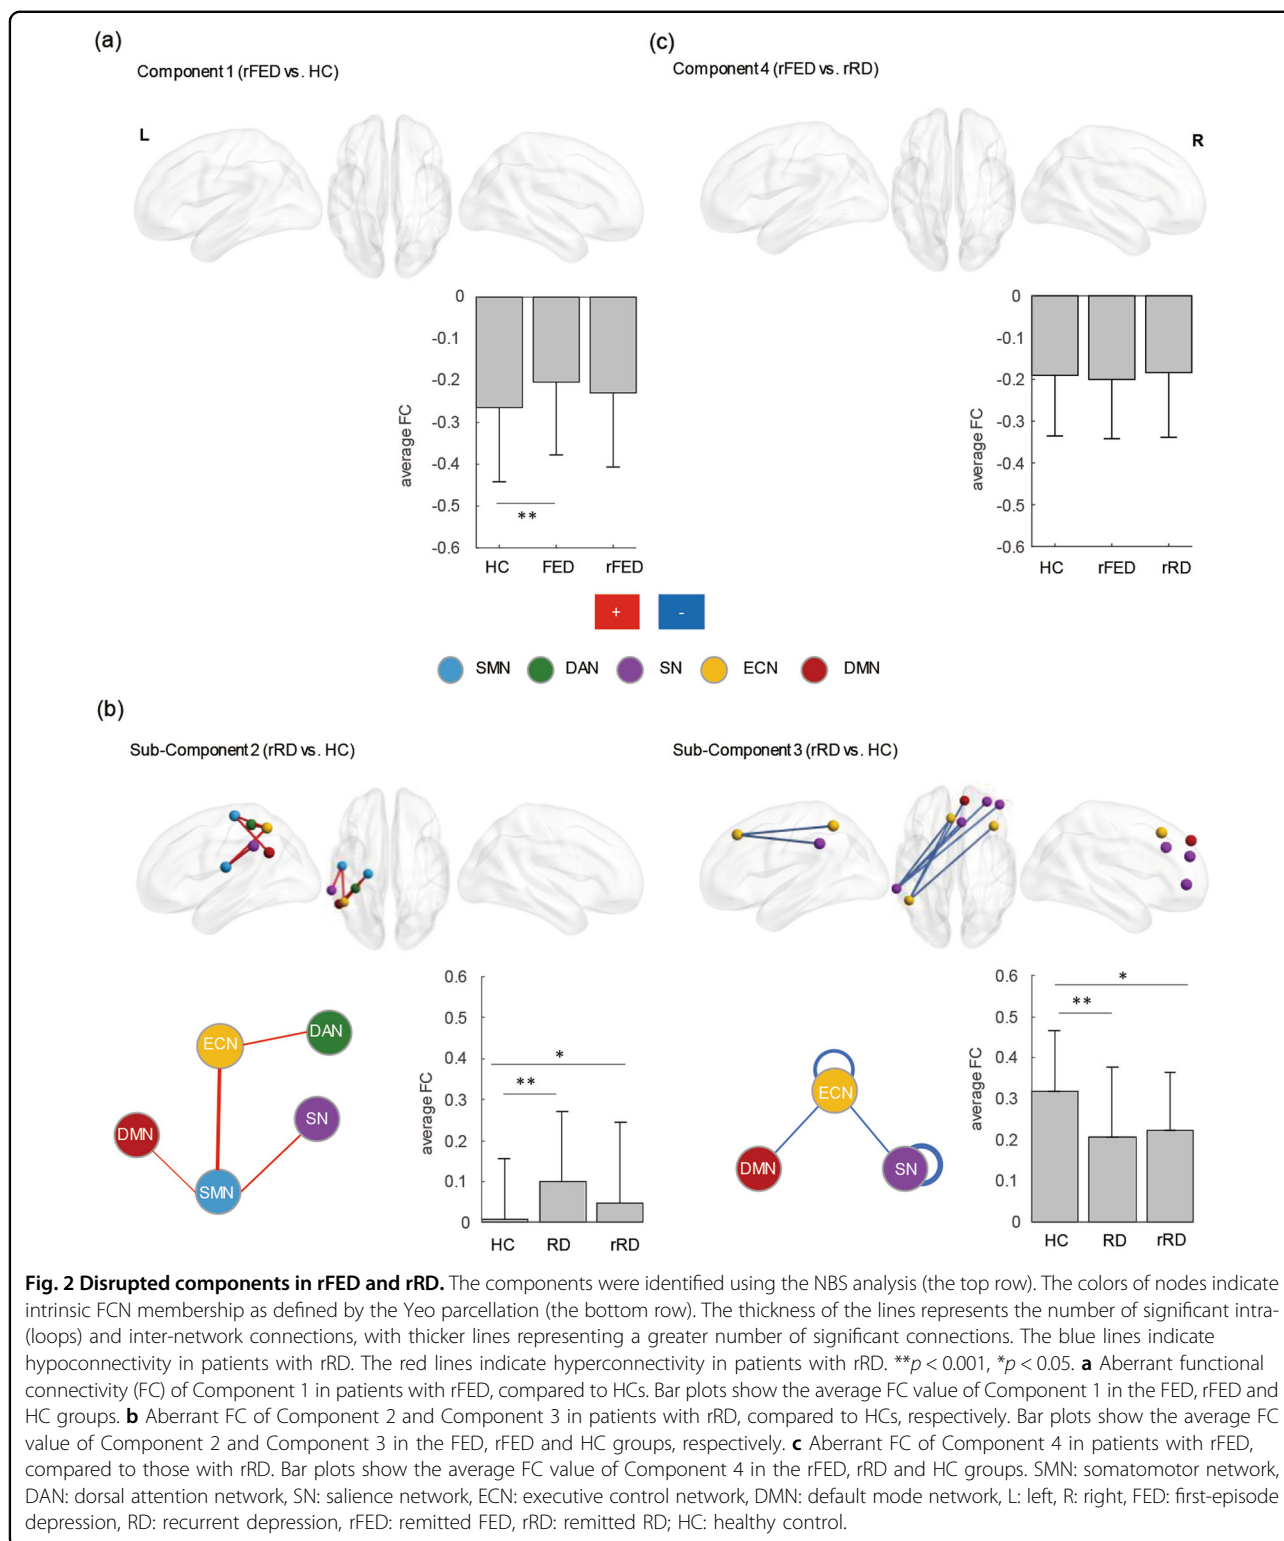 (a)
Component 1 (rFED vs. HC)
L
0
-0.1
-0.2
-0.3
-0.4
-0.5
-0.6
average FC
**
HC FED rFED
(c)
Component 4 (rFED vs. rRD)
R
0
-0.1
-0.2
-0.3
-0.4
-0.5
-0.6
average FC
HC rFED rRD
+ -
SMN DAN SN ECN DMN
(b)
Sub-Component 2 (rRD vs. HC)
ECN
DAN
DMN
SN
SMN
0.6
0.5
0.4
0.3
0.2
0.1
0
average FC
*
**
HC RD rRD
Sub-Component 3 (rRD vs. HC)
ECN
DMN
SN
0.6
0.5
0.4
0.3
0.2
0.1
0
average FC
*
**
HC RD rRD
Fig. 2 Disrupted components in rFED and rRD. The components were identified using the NBS analysis (the top row). The colors of nodes indicate
intrinsic FCN membership as defined by the Yeo parcellation (the bottom row). The thickness of the lines represents the number of significant intra-
(loops) and inter-network connections, with thicker lines representing a greater number of significant connections. The blue lines indicate
hypoconnectivity in patients with rRD. The red lines indicate hyperconnectivity in patients with rRD. **p < 0.001, *p < 0.05. a Aberrant functional
connectivity (FC) of Component 1 in patients with rFED, compared to HCs. Bar plots show the average FC value of Component 1 in the FED, rFED and
HC groups. b Aberrant FC of Component 2 and Component 3 in patients with rRD, compared to HCs, respectively. Bar plots show the average FC
value of Component 2 and Component 3 in the FED, rFED and HC groups, respectively. c Aberrant FC of Component 4 in patients with rFED,
compared to those with rRD. Bar plots show the average FC value of Component 4 in the rFED, rRD and HC groups. SMN: somatomotor network,
DAN: dorsal attention network, SN: salience network, ECN: executive control network, DMN: default mode network, L: left, R: right, FED: first-episode
depression, RD: recurrent depression, rFED: remitted FED, rRD: remitted RD; HC: healthy control.